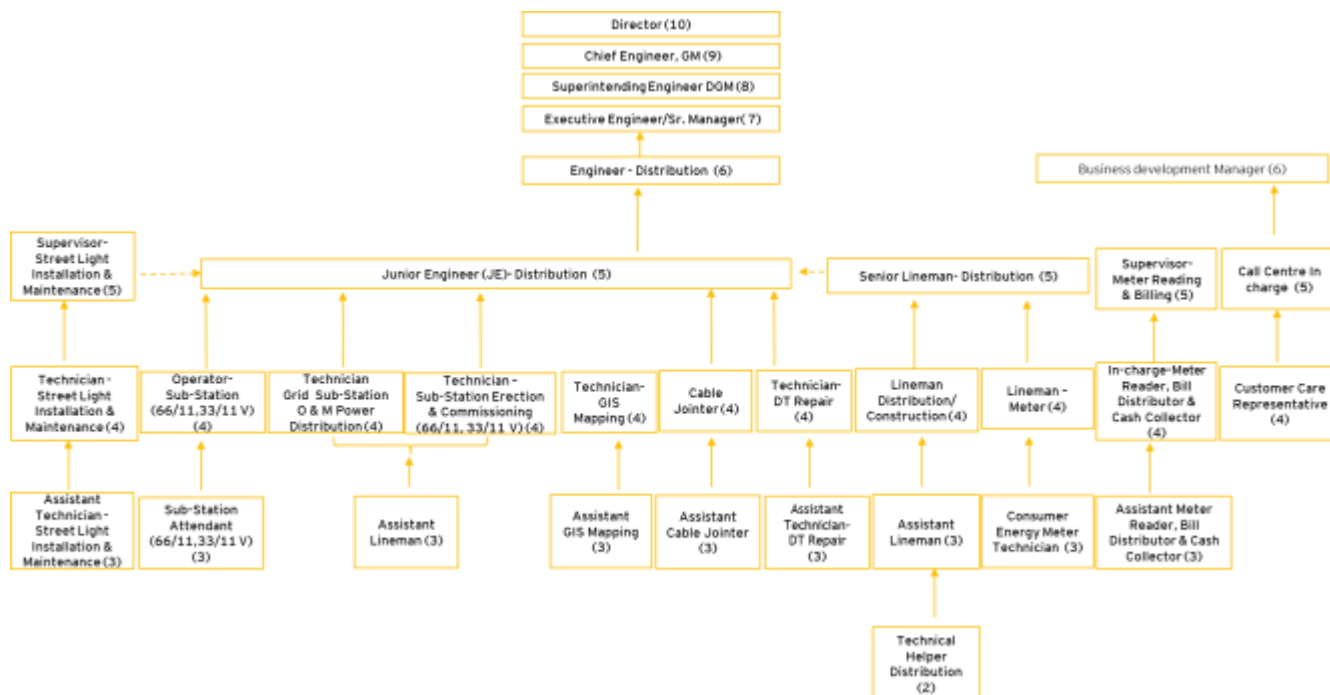 Director (10)
Chief Engineer, GM (9)
Superintending Engineer DGM (8)
Executive Engineer/Sr. Manager( 7)
Engineer - Distribution (6)
Business development Manager (6)
Supervisor-
Street Light
Installation &
Maintenance (5)
Junior Engineer (JE)- Distribution (5)
Senior Lineman- Distribution (5)
Supervisor-
Meter Reading
& Billing (5)
Call Centre In
charge (5)
Technician -
Street Light
Installation &
Maintenance (4)
Operator-
Sub-Station
(66/11,33/11 V)
(4)
Technician
Grid Sub-Station
O & M Power
Distribution (4)
Technician -
Sub-Station Erection
& Commissioning
(66/11, 33/11 V) (4)
Technician-
GIS
Mapping (4)
Cable
Jointer (4)
Technician-
DT Repair
(4)
Lineman
Distribution/
Construction (4)
Lineman -
Meter (4)
In-charge-Meter
Reader, Bill
Distributor &
Cash Collector
(4)
Customer Care
Representative
(4)
Assistant
Technician -
Street Light
Installation &
Maintenance (3)
Sub-Station
Attendant
(66/11,33/11 V)
(3)
Assistant
Lineman (3)
Assistant
GIS Mapping
(3)
Assistant
Cable Jointer
(3)
Assistant
Technician-
DT Repair
(3)
Assistant
Lineman (3)
Consumer
Energy Meter
Technician (3)
Assistant Meter
Reader, Bill
Distributor & Cash
Collector (3)
Technical
Helper
Distribution
(2)